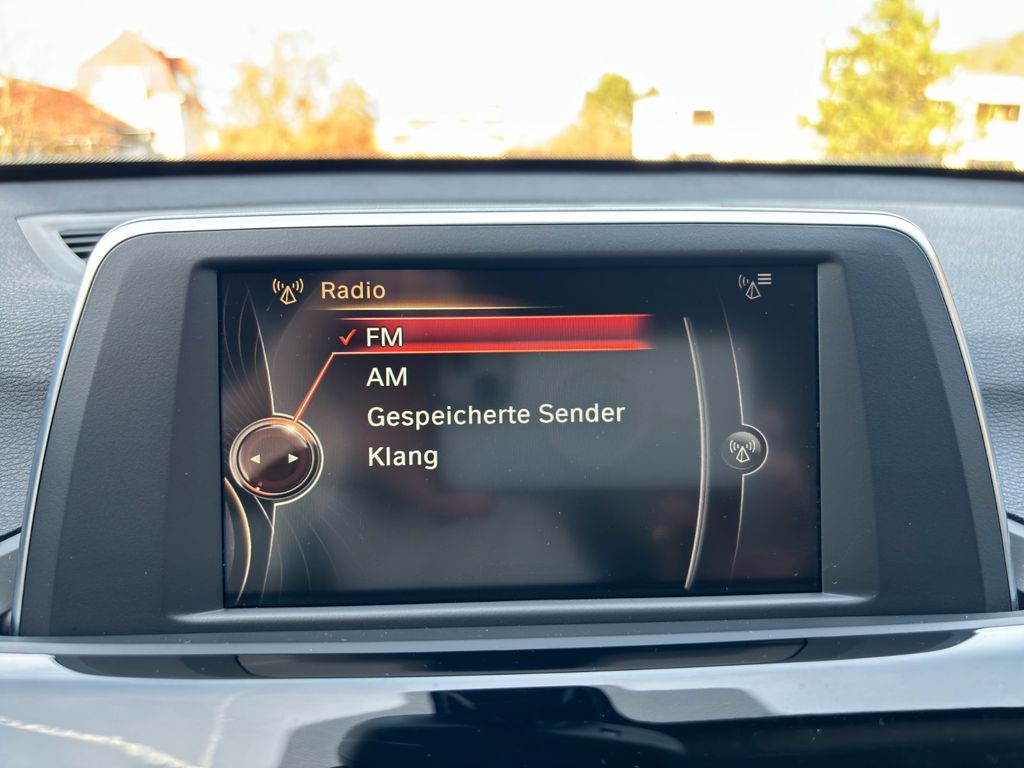 Radio
FM
AM
Gespeicherte Sender
Klang